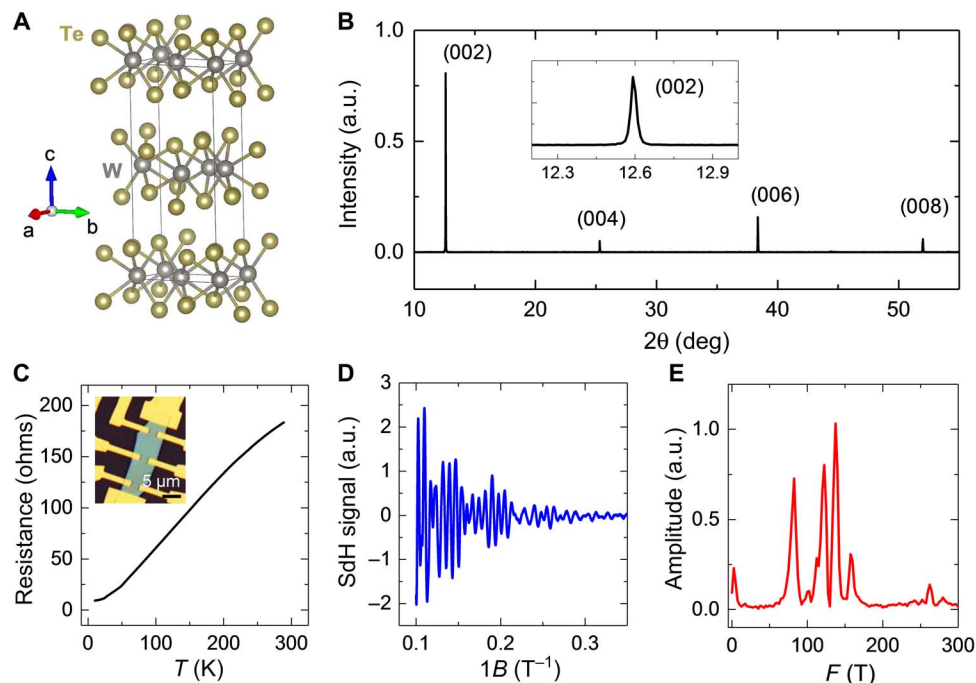 A
Te
W
c
a
b
B
Intensity (a.u.)
1.0
0.5
0.0
(002)
(004)
(006)
(008)
(002)
12.3 12.6 12.9
10 20 30 40 50
2θ (deg)
C
Resistance (ohms)
200
150
100
50
0
5 µm
0 100 200 300
T (K)
D
SdH signal (a.u.)
3
2
1
0
−1
−2
0.1 0.2 0.3
1B (T−1)
E
Amplitude (a.u.)
1.0
0.5
0.0
0 100 200 300
F (T)